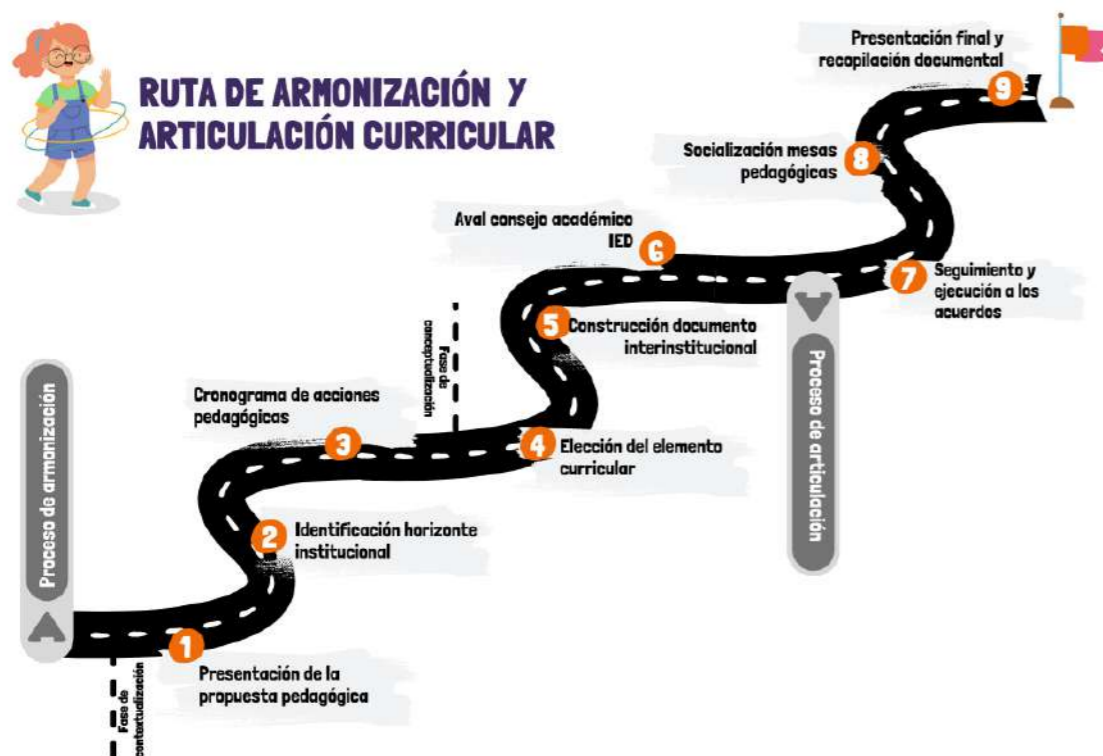 RUTA DE ARMONIZACIÓN Y
ARTICULACIÓN CURRICULAR
Presentación final y
recopilación documental
9
Socialización mesas
pedagógicas
8
Aval consejo académico
IED
6
7
Seguimiento y
ejecución a los
acuerdos
5
Construcción documento
interinstitucional
Fase de
conceptualización
Proceso de articulación
Cronograma de acciones
pedagógicas
3
4
Elección del elemento
curricular
Proceso de armonización
2
Identificación horizonte
institucional
1
Presentación de la
propuesta pedagógica
Fase de
contextualización